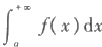 ∫_a^{+∞} f(x)dx